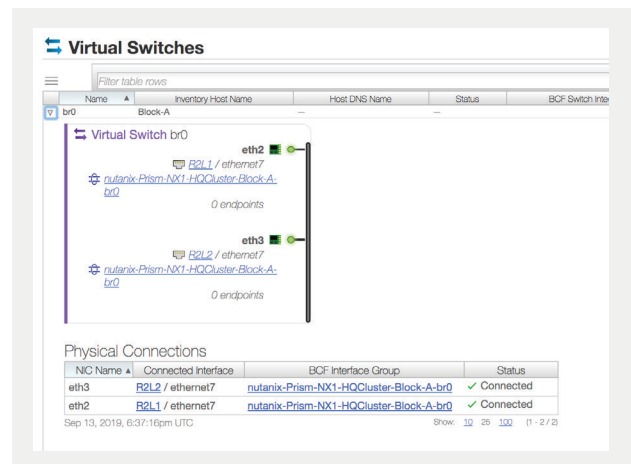 Virtual Switches
Filter table rows
Name Inventory Host Name Host DNS Name Status BCF Switch Inte
br0 Block-A – –
Virtual Switch br0
eth2
R2L1 / ethernet7
nutanix-Prism-NX1-HQCluster-Block-A-
br0
0 endpoints
eth3
R2L2 / ethernet7
nutanix-Prism-NX1-HQCluster-Block-A-
br0
0 endpoints
Physical Connections
NIC Name Connected Interface BCF Interface Group Status
eth3 R2L2 / ethernet7 nutanix-Prism-NX1-HQCluster-Block-A-br0 ✓ Connected
eth2 R2L1 / ethernet7 nutanix-Prism-NX1-HQCluster-Block-A-br0 ✓ Connected
Sep 13, 2019, 6:37:16pm UTC Show: 10 25 100 (1 - 2 / 2)